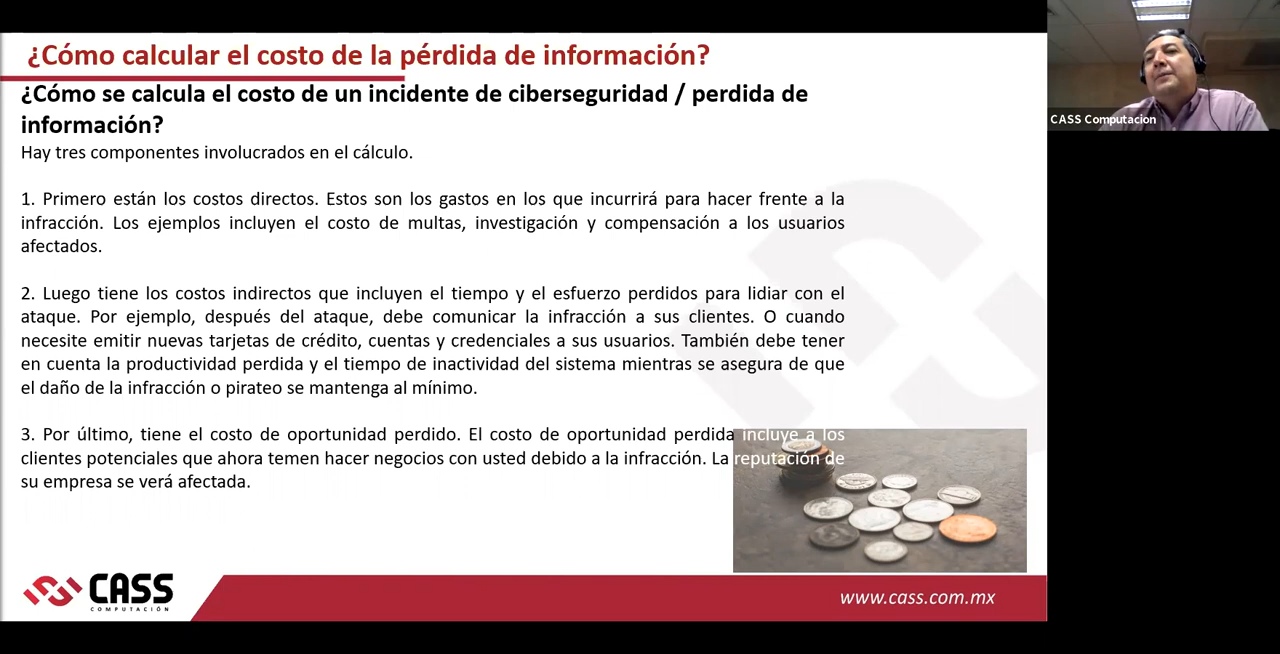 ¿Cómo calcular el costo de la pérdida de información?
¿Cómo se calcula el costo de un incidente de ciberseguridad / perdida de
información?
Hay tres componentes involucrados en el cálculo.
1. Primero están los costos directos. Estos son los gastos en los que incurrirá para hacer frente a la
infracción. Los ejemplos incluyen el costo de multas, investigación y compensación a los usuarios
afectados.
2. Luego tiene los costos indirectos que incluyen el tiempo y el esfuerzo perdidos para lidiar con el
ataque. Por ejemplo, después del ataque, debe comunicar la infracción a sus clientes. O cuando
necesite emitir nuevas tarjetas de crédito, cuentas y credenciales a sus usuarios. También debe tener
en cuenta la productividad perdida y el tiempo de inactividad del sistema mientras se asegura de que
el daño de la infracción o pirateo se mantenga al mínimo.
3. Por último, tiene el costo de oportunidad perdido. El costo de oportunidad perdida incluye a los
clientes potenciales que ahora temen hacer negocios con usted debido a la infracción. La reputación de
su empresa se verá afectada.
CASS
COMPUTACIÓN
www.cass.com.mx
CASS Computacion